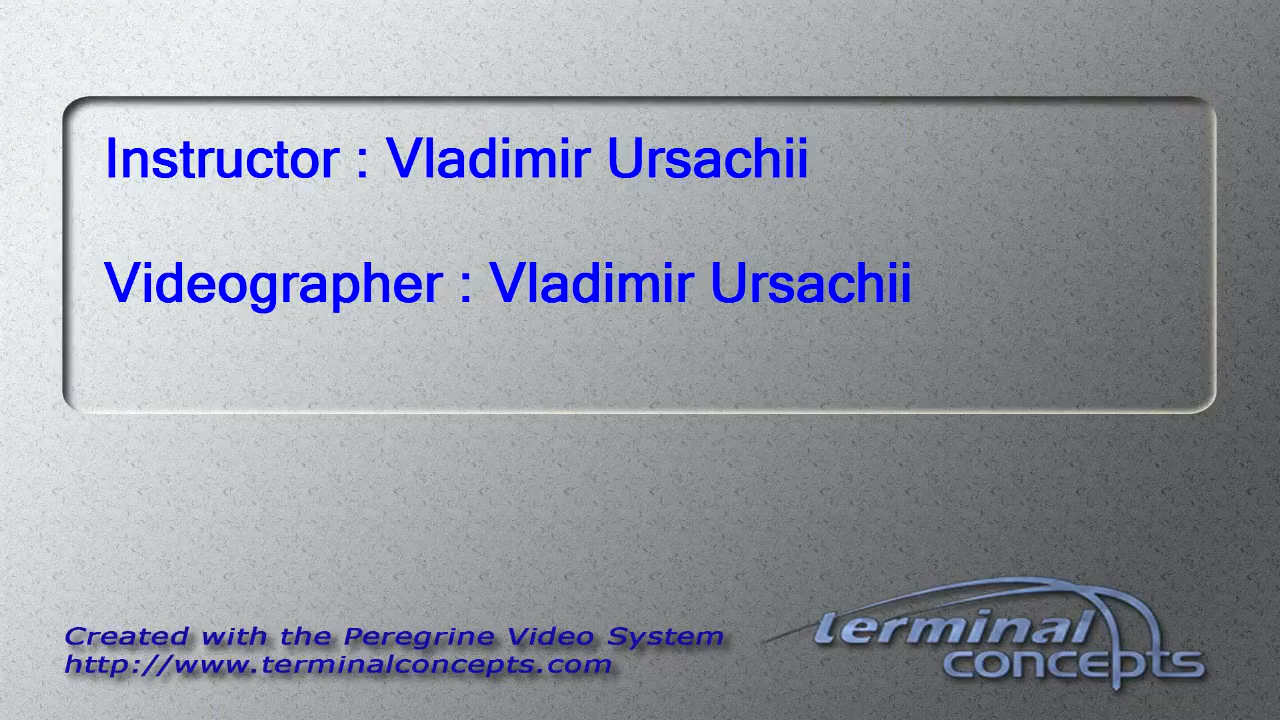 Instructor : Vladimir Ursachii
Videographer : Vladimir Ursachii
Created with the Peregrine Video System
http://www.terminalconcepts.com
terminal
concepts